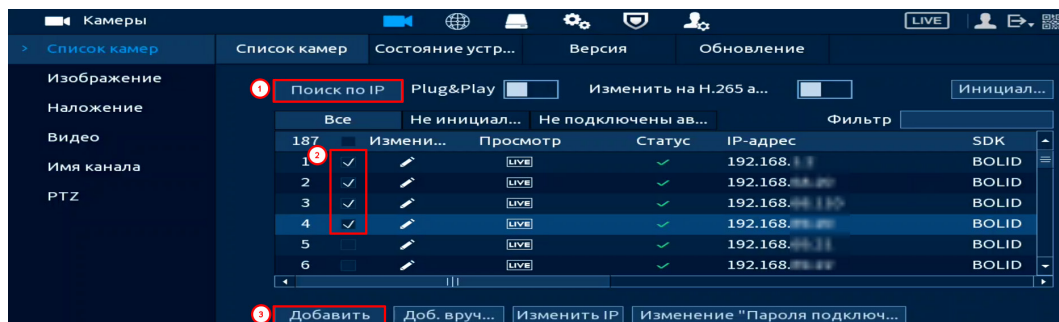 Камеры LIVE
> Список камер Список камер Состояние устр... Версия Обновление
Изображение
1 Поиск по IP Plug&Play Изменить на H.265 а... Инициал...
Наложение
Все Не инициал... Не подключены ав... Фильтр
Видео
187 Измени... Просмотр Статус IP-адрес SDK
2
Имя канала
1 LIVE 192.168. BOLID
2 LIVE 192.168. BOLID
PTZ
3 LIVE 192.168. BOLID
4 LIVE 192.168. BOLID
5 LIVE 192.168. BOLID
6 LIVE 192.168. BOLID
3 Добавить Доб. вруч... Изменить IP Изменение "Пароля подключ...